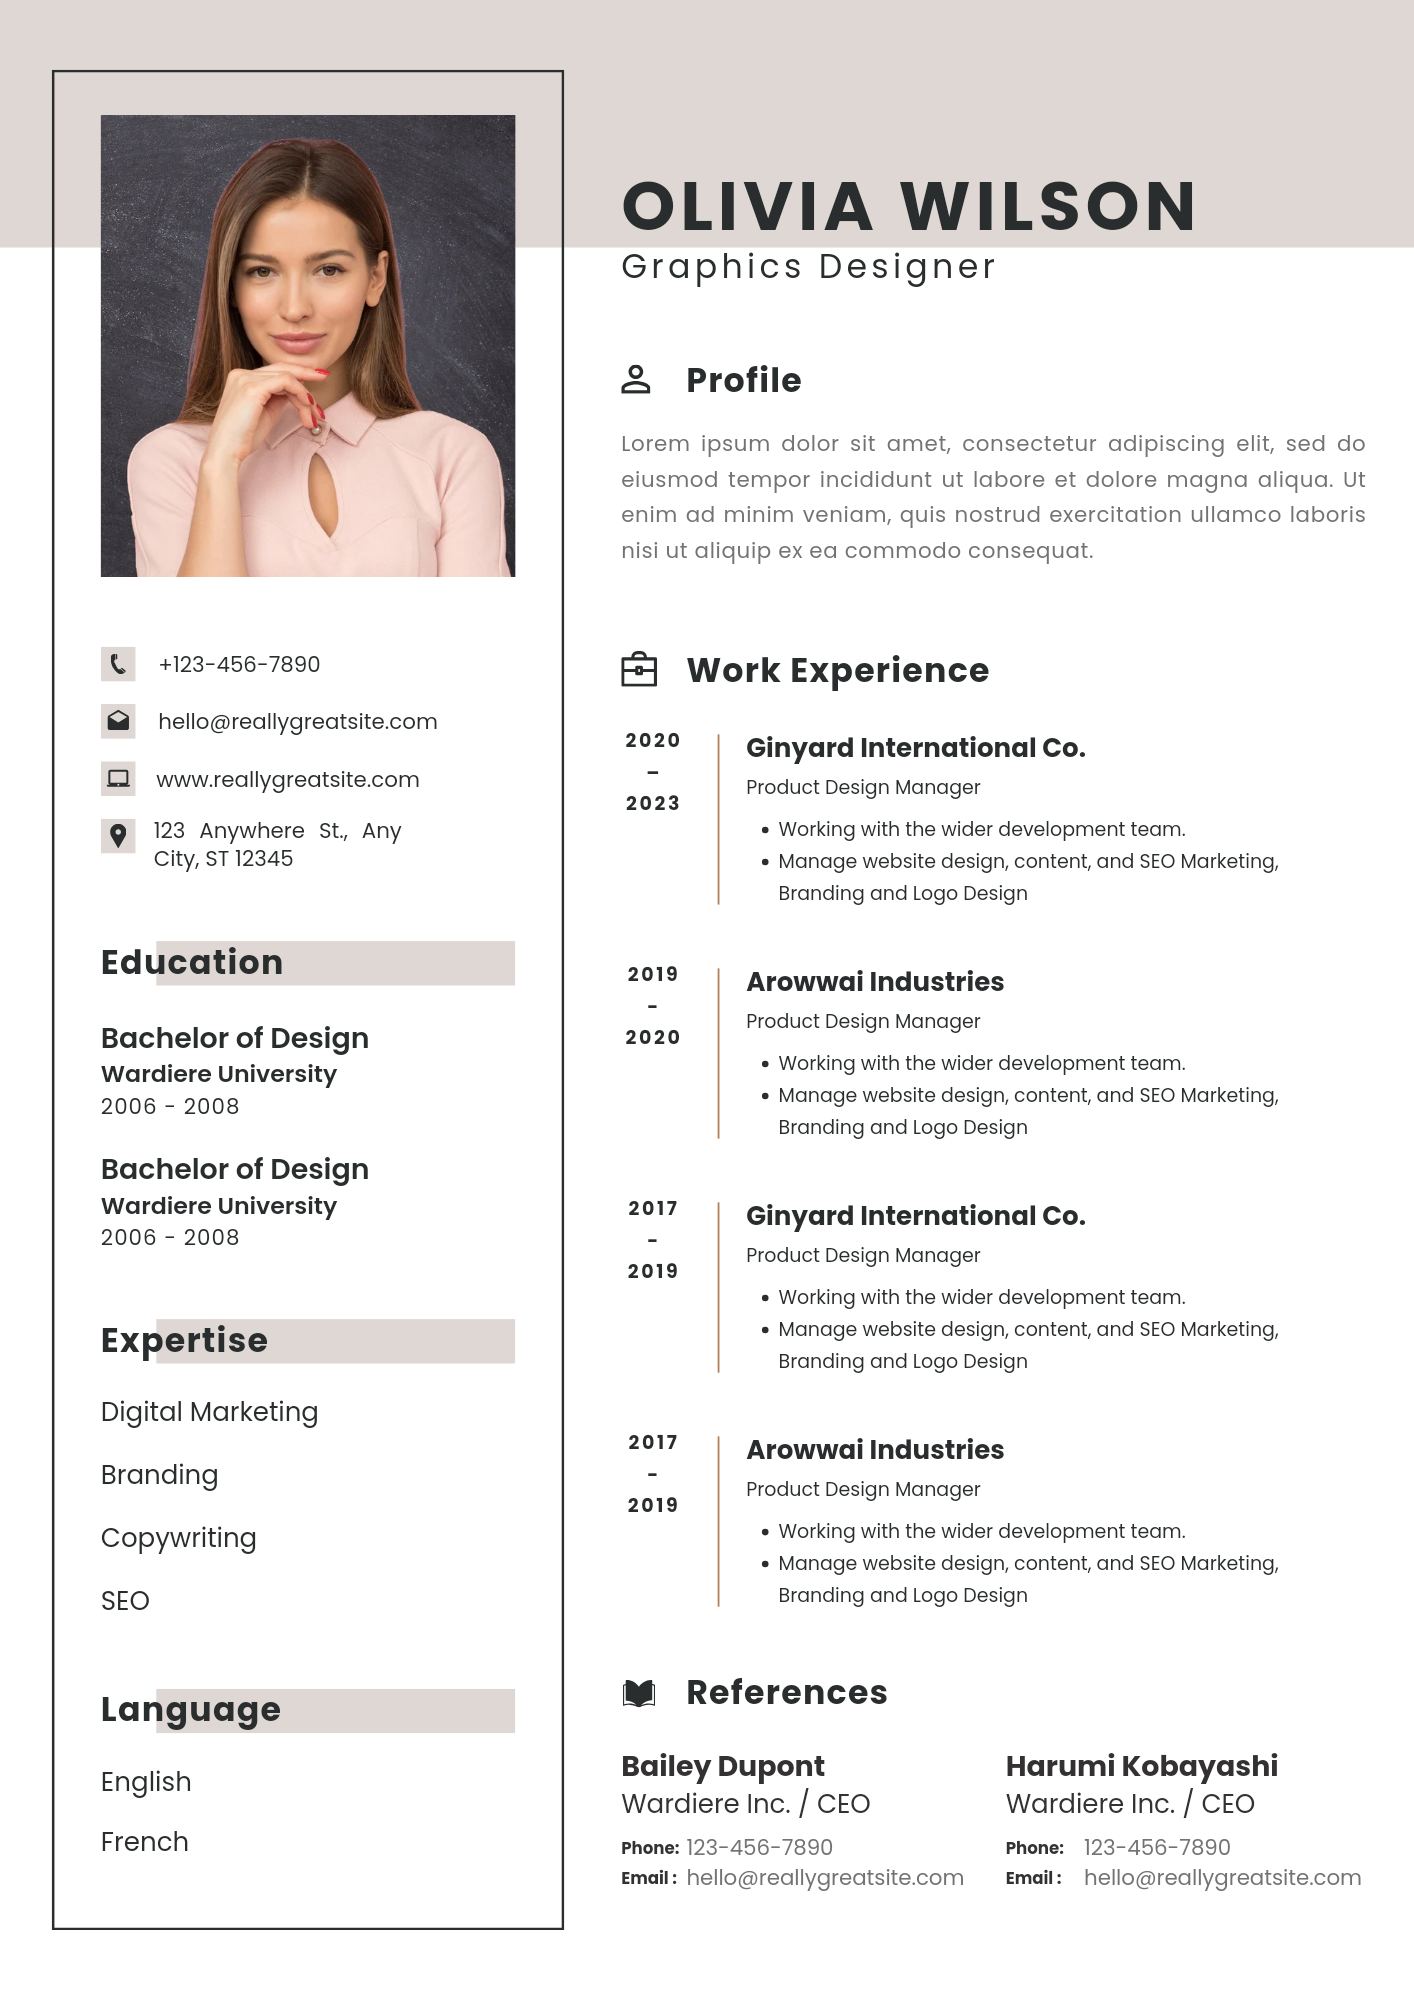 OLIVIA WILSON
Graphics Designer
+123-456-7890
hello@reallygreatsite.com
www.reallygreatsite.com
123 Anywhere St., Any
City, ST 12345
Education
Bachelor of Design
Wardiere University
2006 - 2008
Bachelor of Design
Wardiere University
2006 - 2008
Expertise
Digital Marketing
Branding
Copywriting
SEO
Language
English
French
Profile
Lorem ipsum dolor sit amet, consectetur adipiscing elit, sed do
eiusmod tempor incididunt ut labore et dolore magna aliqua. Ut
enim ad minim veniam, quis nostrud exercitation ullamco laboris
nisi ut aliquip ex ea commodo consequat.
Work Experience
2020
–
2023
Ginyard International Co.
Product Design Manager
• Working with the wider development team.
• Manage website design, content, and SEO Marketing,
Branding and Logo Design
2019
-
2020
Arowwai Industries
Product Design Manager
• Working with the wider development team.
• Manage website design, content, and SEO Marketing,
Branding and Logo Design
2017
-
2019
Ginyard International Co.
Product Design Manager
• Working with the wider development team.
• Manage website design, content, and SEO Marketing,
Branding and Logo Design
2017
-
2019
Arowwai Industries
Product Design Manager
• Working with the wider development team.
• Manage website design, content, and SEO Marketing,
Branding and Logo Design
References
Bailey Dupont
Wardiere Inc. / CEO
Phone: 123-456-7890
Email : hello@reallygreatsite.com
Harumi Kobayashi
Wardiere Inc. / CEO
Phone: 123-456-7890
Email : hello@reallygreatsite.com